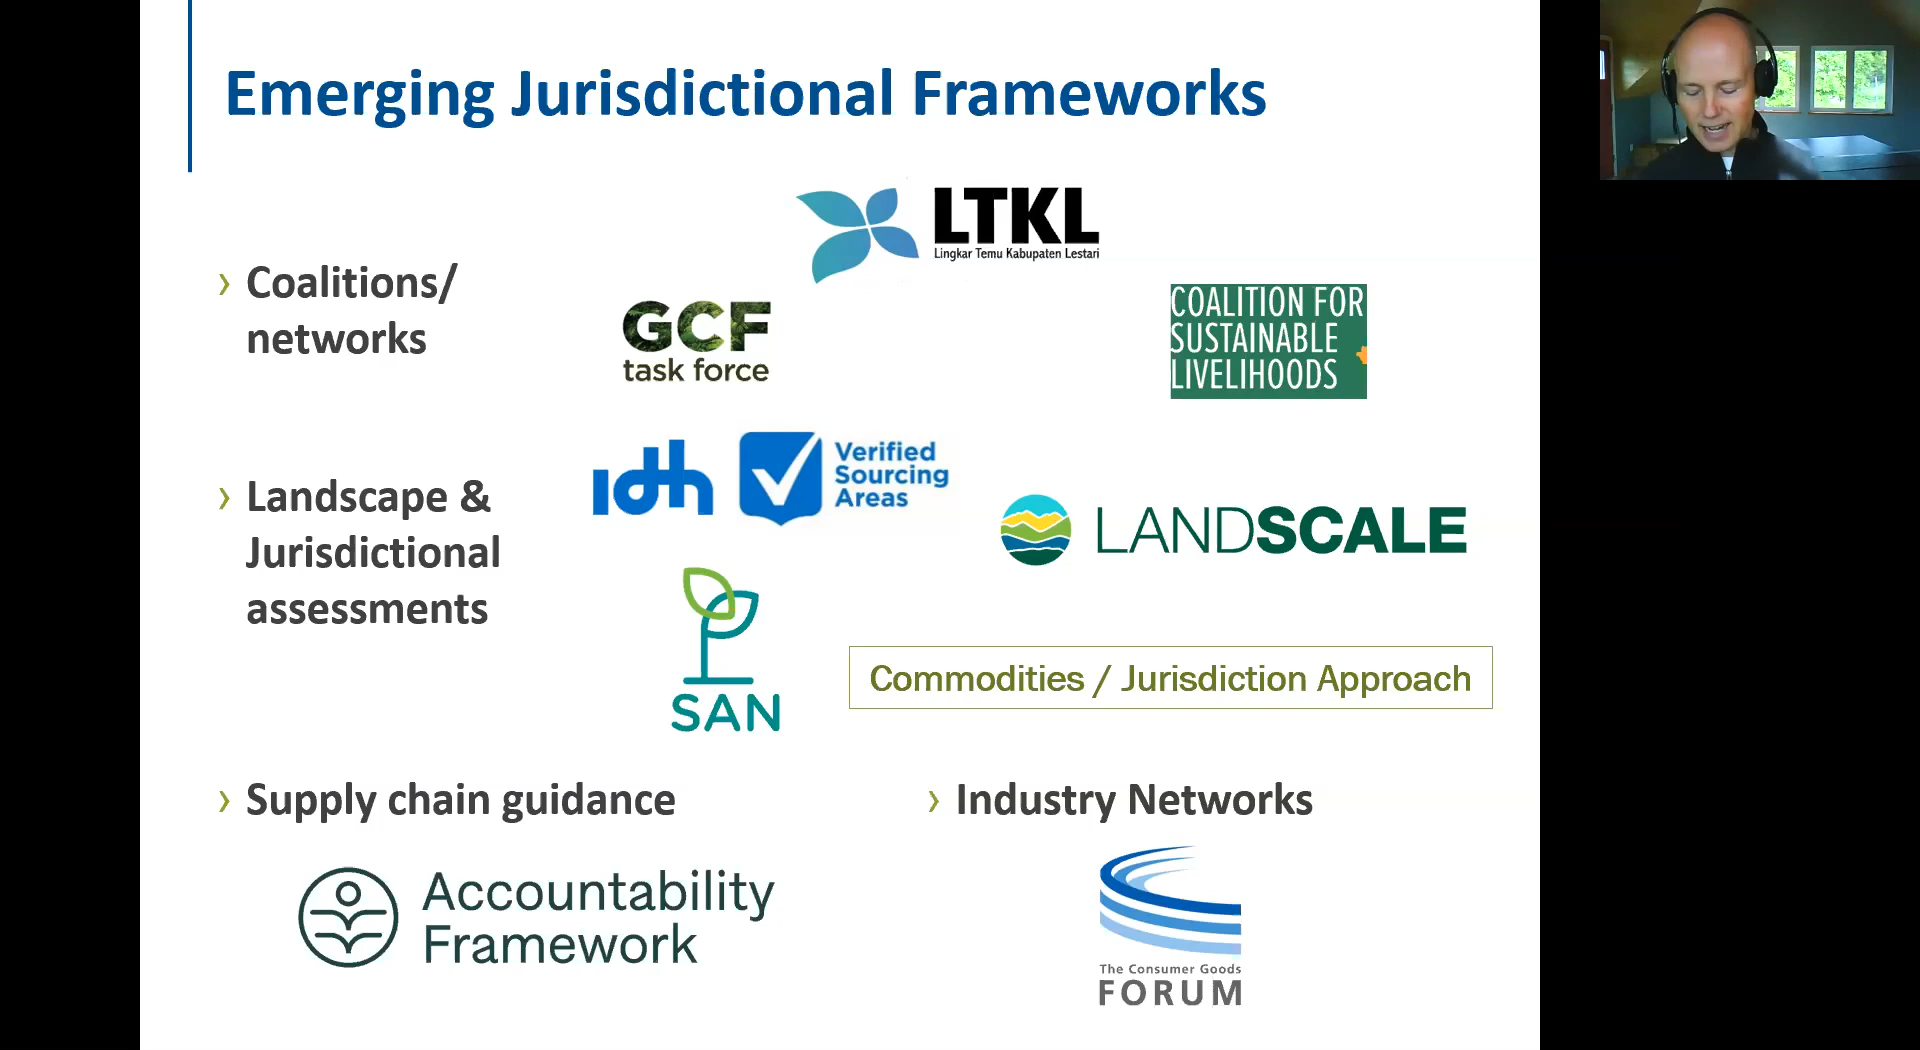 Emerging Jurisdictional Frameworks
› Coalitions/
networks
LTKL
Lingkar Temu Kabupaten Lestari
GCF
task force
COALITION FOR
SUSTAINABLE
LIVELIHOODS
› Landscape &
Jurisdictional
assessments
idh
Verified
Sourcing
Areas
LANDSCALE
SAN
Commodities / Jurisdiction Approach
› Supply chain guidance
Accountability
Framework
› Industry Networks
The Consumer Goods
FORUM